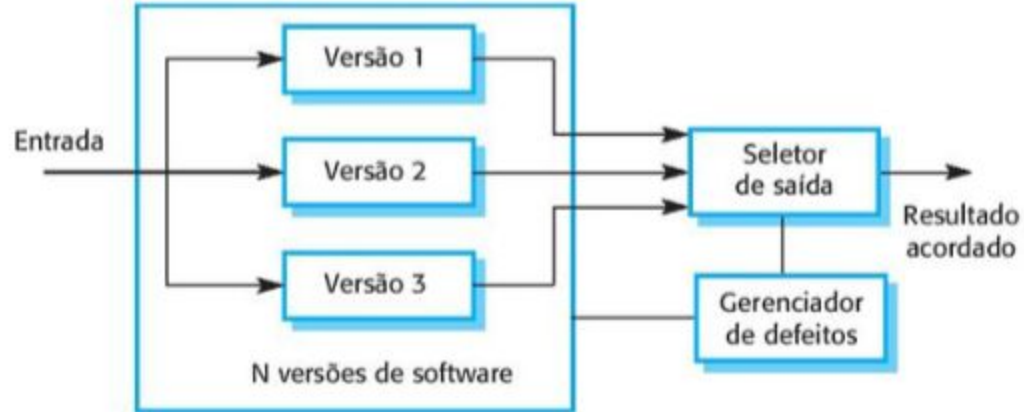 Entrada
Versão 1
Versão 2
Versão 3
N versões de software
Seletor
de saída
Resultado
acordado
Gerenciador
de defeitos